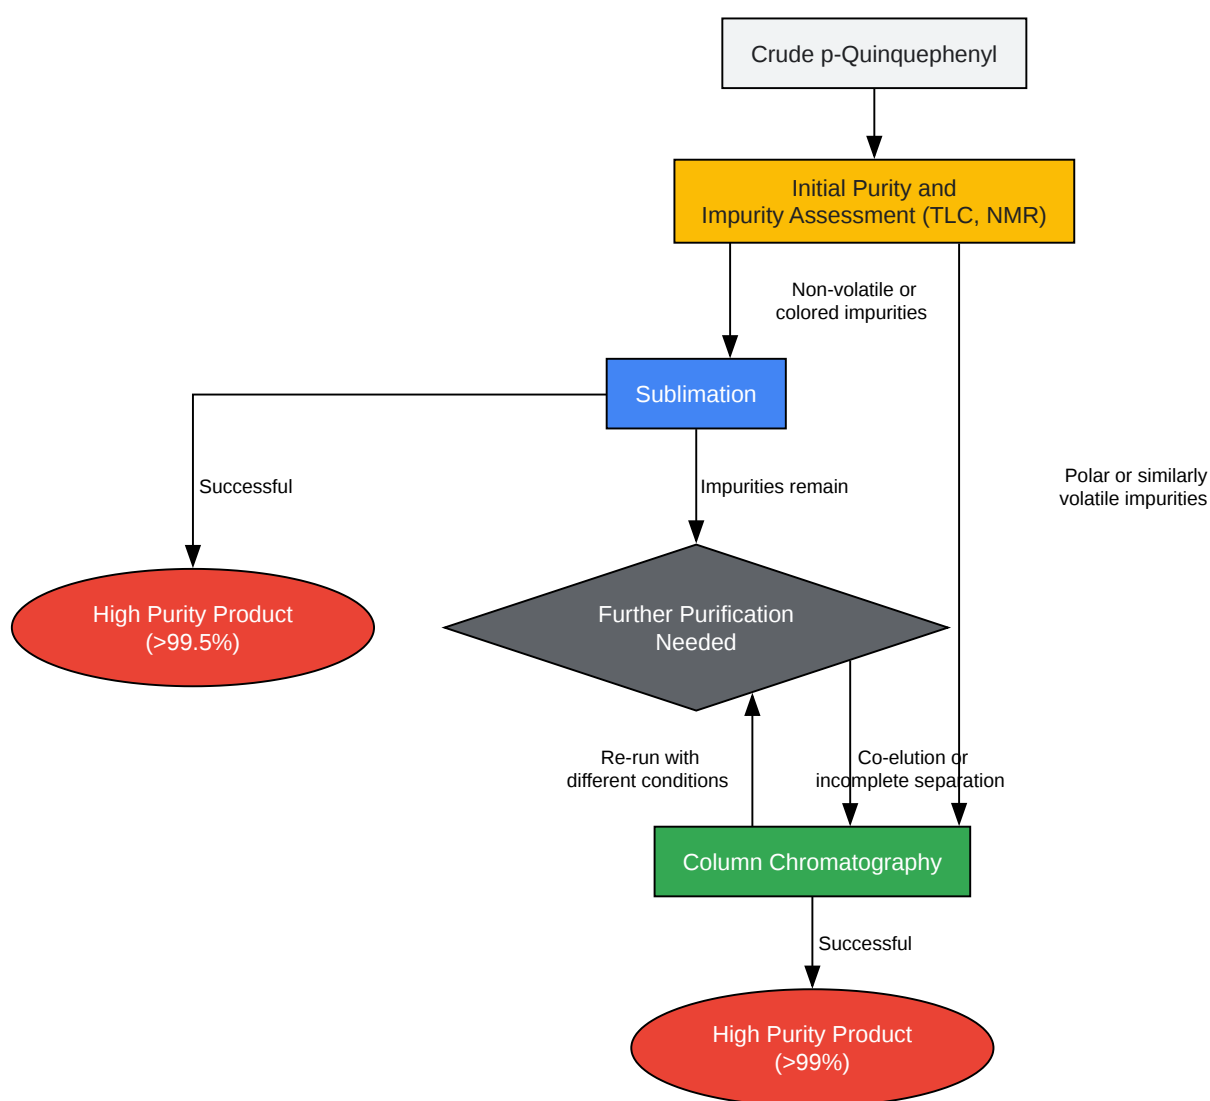 Crude p-Quinquephenyl
Initial Purity and
Impurity Assessment (TLC, NMR)
Non-volatile or
colored impurities
Sublimation
Polar or similarly
volatile impurities
Successful
Impurities remain
High Purity Product
(>99.5%)
Further Purification
Needed
Re-run with
different conditions
Co-elution or
incomplete separation
Column Chromatography
Successful
High Purity Product
(>99%)